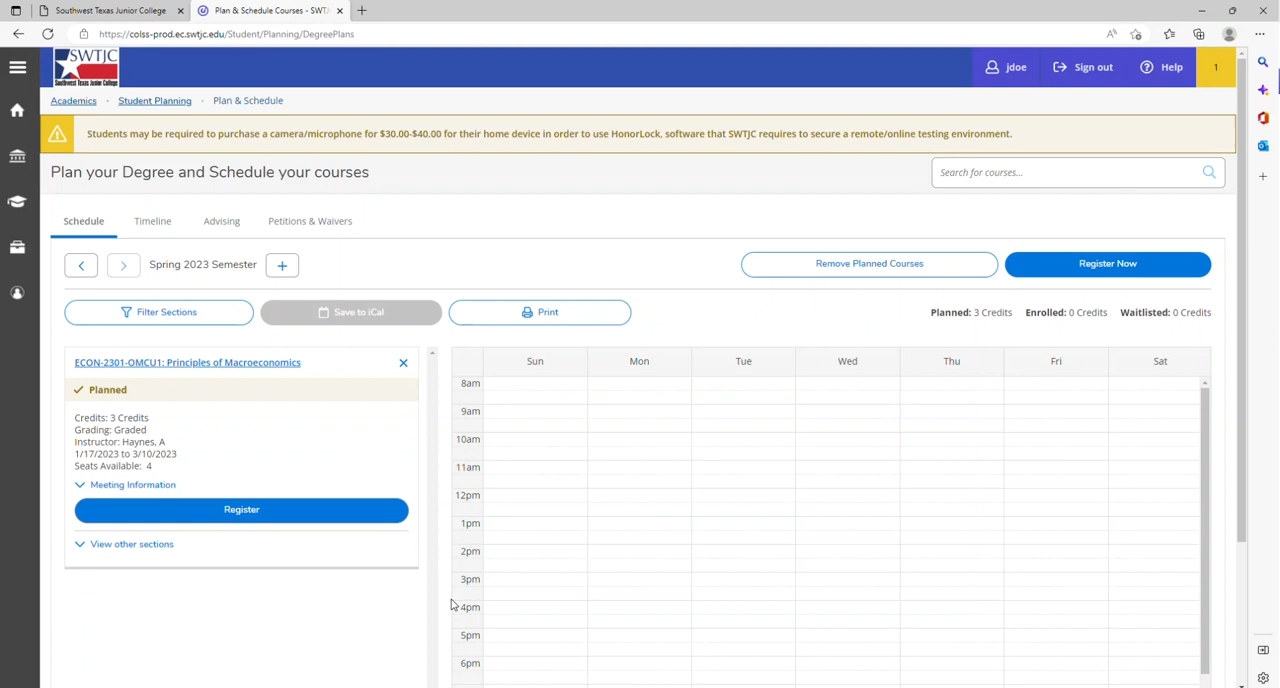 Southwest Texas Junior College
Plan & Schedule Courses - SWT
https://colss-prod.ec.swtjc.edu/Student/Planning/DegreePlans
SWTJC
Southwest Texas Junior College
jdoe
Sign out
Help
1
Academics · Student Planning · Plan & Schedule
Students may be required to purchase a camera/microphone for $30.00-$40.00 for their home device in order to use HonorLock, software that SWTJC requires to secure a remote/online testing environment.
Plan your Degree and Schedule your courses
Search for courses...
Schedule
Timeline
Advising
Petitions & Waivers
Spring 2023 Semester
Remove Planned Courses
Register Now
Filter Sections
Save to iCal
Print
Planned: 3 Credits
Enrolled: 0 Credits
Waitlisted: 0 Credits
ECON-2301-OMCU1: Principles of Macroeconomics
Planned
Credits: 3 Credits
Grading: Graded
Instructor: Haynes, A
1/17/2023 to 3/10/2023
Seats Available: 4
Meeting Information
Register
View other sections
Sun
Mon
Tue
Wed
Thu
Fri
Sat
8am
9am
10am
11am
12pm
1pm
2pm
3pm
4pm
5pm
6pm